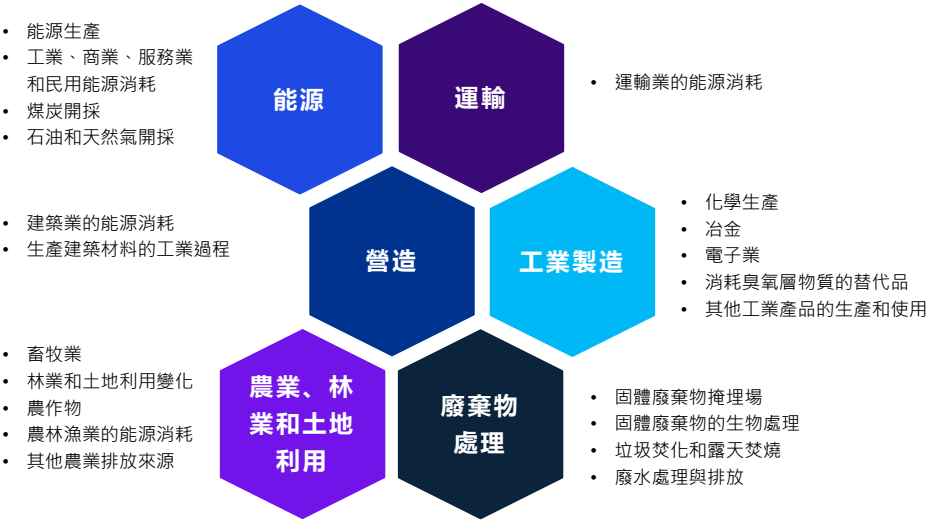 • 能源生產
• 工業、商業、服務業
和民用能源消耗
• 煤炭開採
• 石油和天然氣開採
能源
運輸
• 運輸業的能源消耗
• 建築業的能源消耗
• 生產建築材料的工業過程
營造
工業製造
• 化學生產
• 冶金
• 電子業
• 消耗臭氧層物質的替代品
• 其他工業產品的生產和使用
• 畜牧業
• 林業和土地利用變化
• 農作物
• 農林漁業的能源消耗
• 其他農業排放來源
農業、林
業和土地
利用
廢棄物
處理
• 固體廢棄物掩埋場
• 固體廢棄物的生物處理
• 垃圾焚化和露天焚燒
• 廢水處理與排放